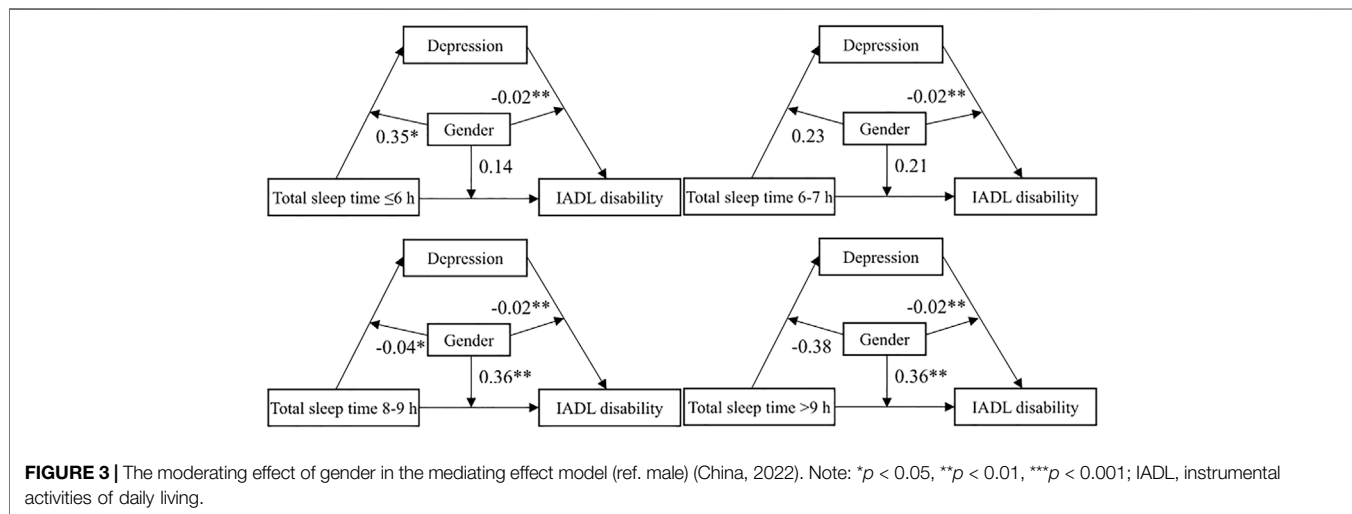 Depression
-0.02**
Gender
0.35*
0.14
Total sleep time ≤6 h
IADL disability
Depression
-0.02**
Gender
0.23
0.21
Total sleep time 6-7 h
IADL disability
Depression
-0.02**
Gender
-0.04*
0.36**
Total sleep time 8-9 h
IADL disability
Depression
-0.02**
Gender
-0.38
0.36**
Total sleep time >9 h
IADL disability
FIGURE 3 | The moderating effect of gender in the mediating effect model (ref. male) (China, 2022). Note: *p < 0.05, **p < 0.01, ***p < 0.001; IADL, instrumental
activities of daily living.